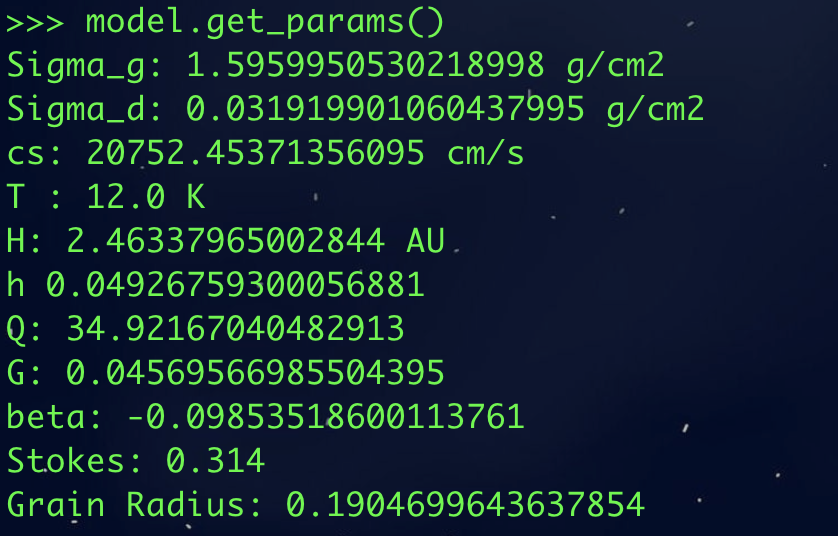 >>> model.get_params()
Sigma_g: 1.5959950530218998 g/cm2
Sigma_d: 0.031919901060437995 g/cm2
cs: 20752.45371356095 cm/s
T : 12.0 K
H: 2.46337965002844 AU
h 0.04926759300056881
Q: 34.92167040482913
G: 0.04569566985504395
beta: -0.09853518600113761
Stokes: 0.314
Grain Radius: 0.1904699643637854